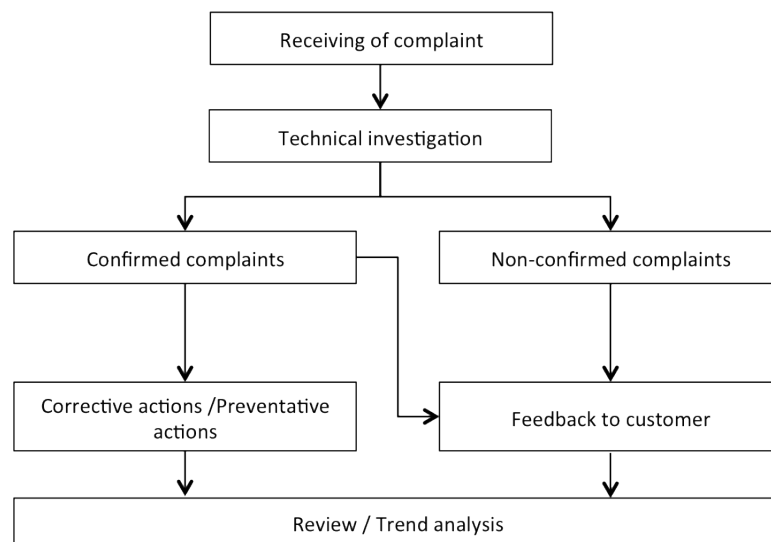 Receiving of complaint
Technical investigation
Confirmed complaints
Non-confirmed complaints
Corrective actions /Preventative
actions
Feedback to customer
Review / Trend analysis